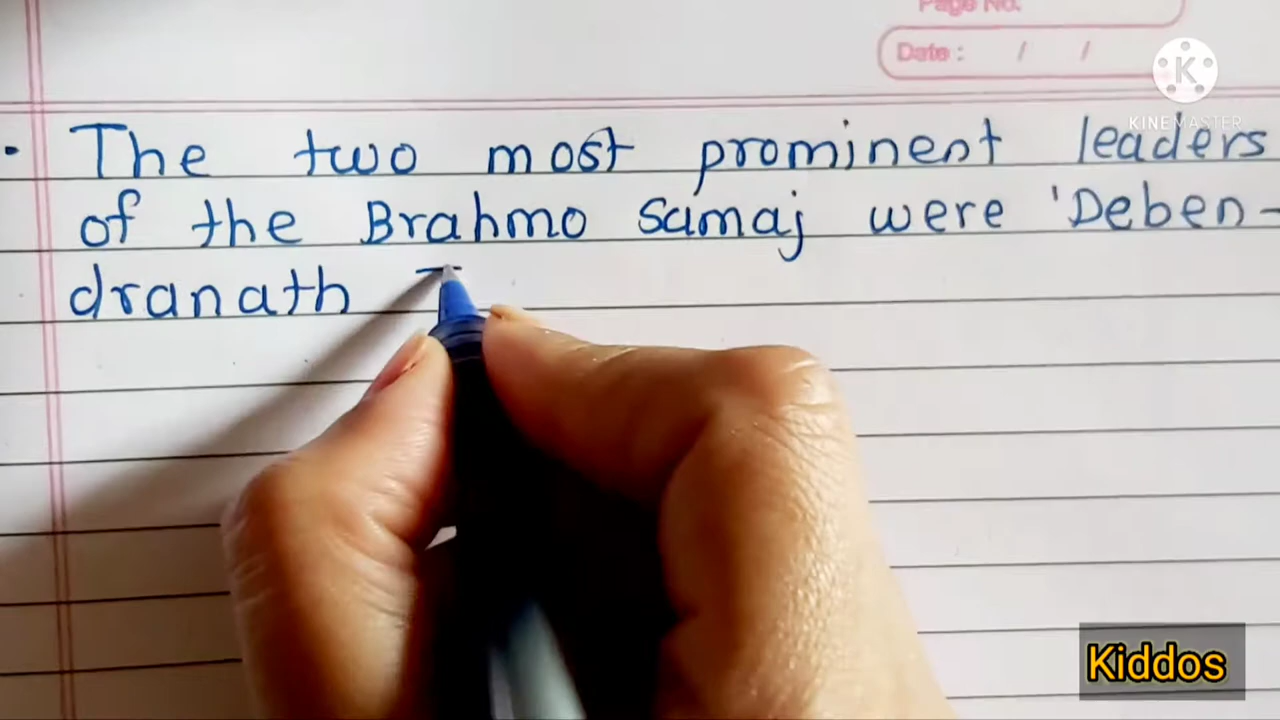 Page No.
Date : / /
K
KINEMASTER
. The two most prominent leaders
of the Brahmo Samaj were 'Deben-
dranath
Kiddos